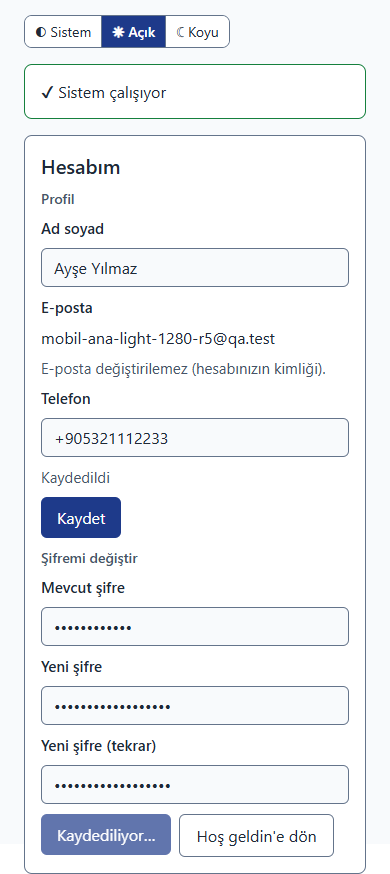 ◐ Sistem ✸ Açık ☾ Koyu
✔ Sistem çalışıyor
Hesabım
Profil
Ad soyad
Ayşe Yılmaz
E-posta
mobil-ana-light-1280-r5@qa.test
E-posta değiştirilemez (hesabınızın kimliği).
Telefon
+905321112233
Kaydedildi
Kaydet
Şifremi değiştir
Mevcut şifre
••••••••••••
Yeni şifre
••••••••••••••••••
Yeni şifre (tekrar)
••••••••••••••••••
Kaydediliyor... Hoş geldin'e dön